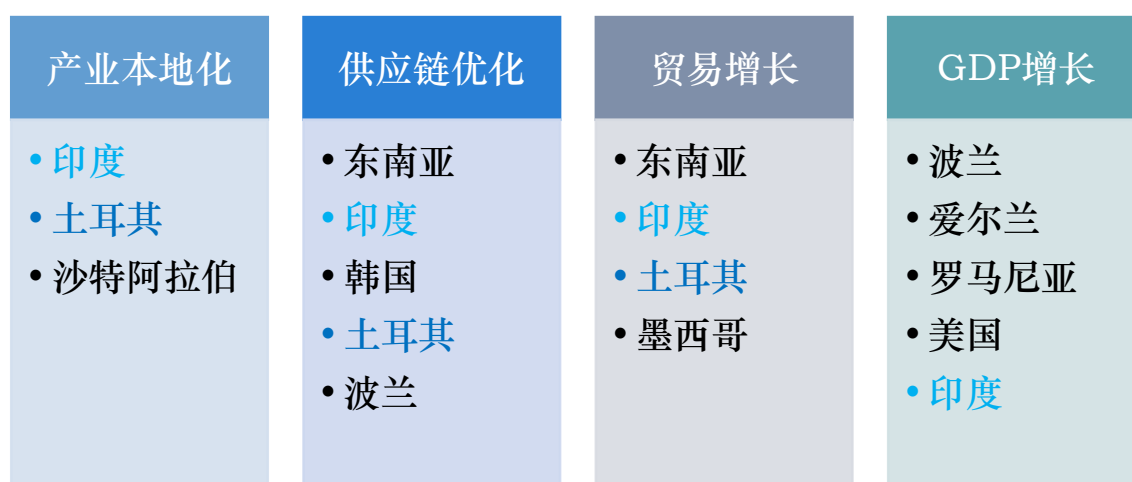 产业本地化
• 印度
• 土耳其
• 沙特阿拉伯
供应链优化
• 东南亚
• 印度
• 韩国
• 土耳其
• 波兰
贸易增长
• 东南亚
• 印度
• 土耳其
• 墨西哥
GDP增长
• 波兰
• 爱尔兰
• 罗马尼亚
• 美国
• 印度